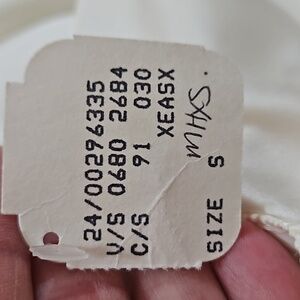 24/00296335
V/S 0680 2684
C/S 91 030
XEASX
SIZE S